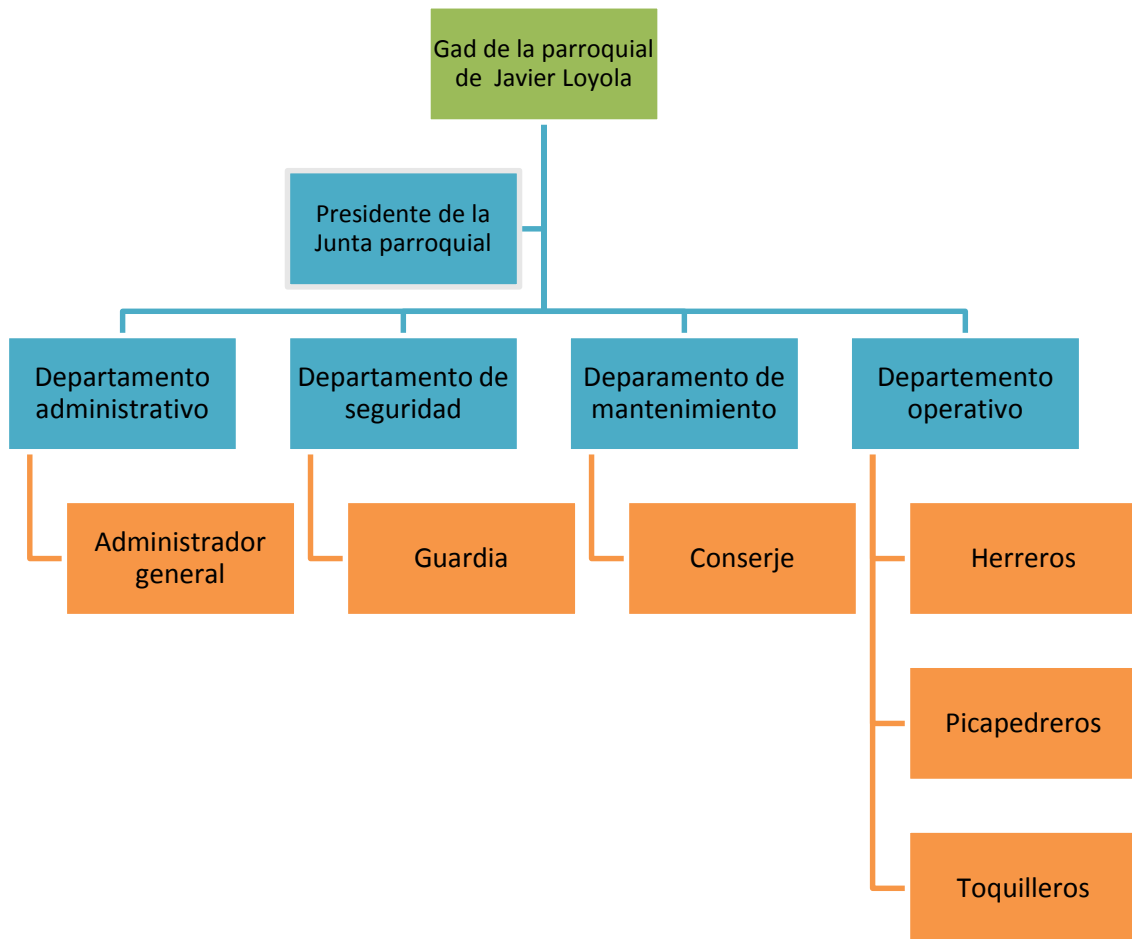 Gad de la parroquial
de Javier Loyola
Presidente de la
Junta parroquial
Departamento
administrativo
Departamento de
seguridad
Deparamento de
mantenimiento
Departemento
operativo
Administrador
general
Guardia
Conserje
Herreros
Picapedreros
Toquilleros